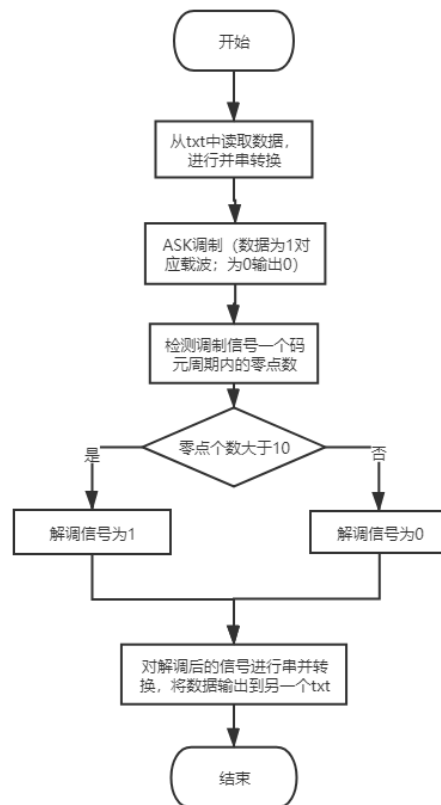 开始
从txt中读取数据，
进行并串转换
ASK调制（数据为1对
应载波；为0输出0）
检测调制信号一个码
元周期内的零点数
零点个数大于10
是
否
解调信号为1
解调信号为0
对解调后的信号进行串并转
换，将数据输出到另一个txt
结束